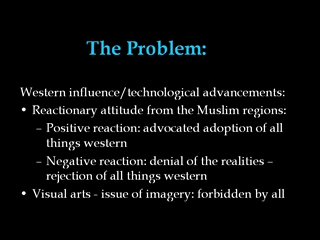 The Problem:
Western influence/technological advancements:
• Reactionary attitude from the Muslim regions:
– Positive reaction: advocated adoption of all
things western
– Negative reaction: denial of the realities –
rejection of all things western
• Visual arts - issue of imagery: forbidden by all